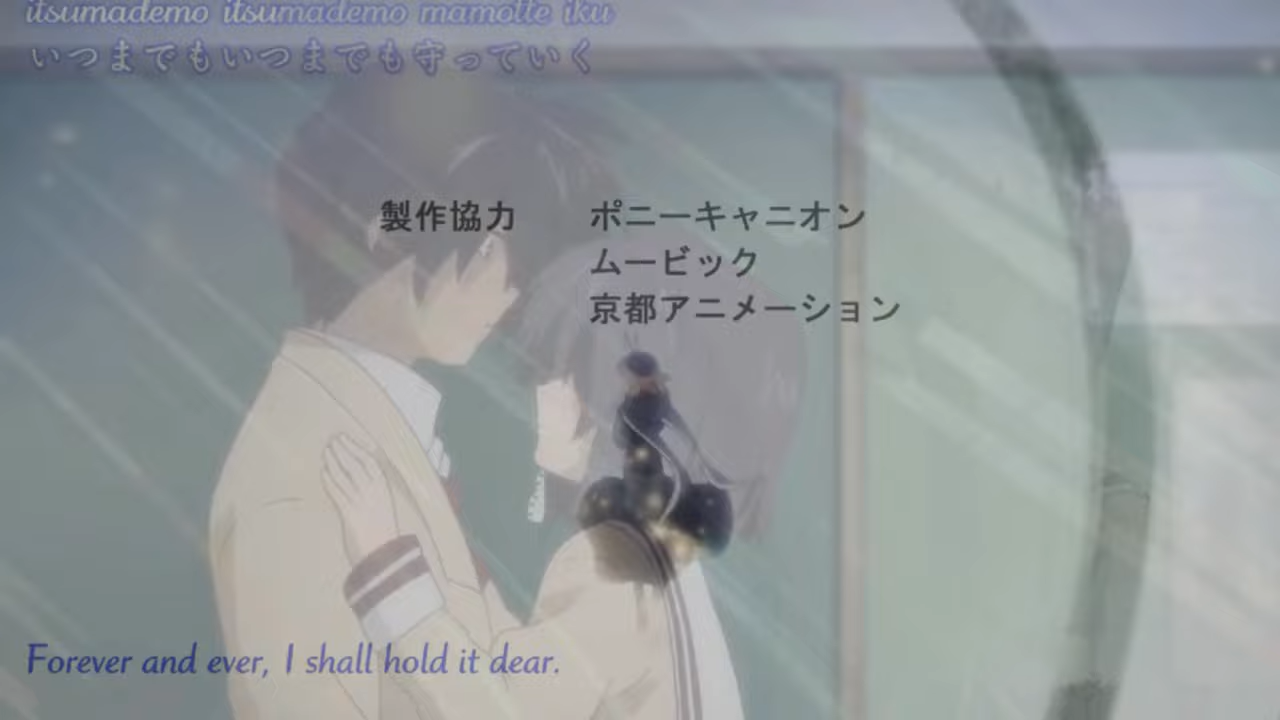 itsumademo itsumademo mamotte iku
いつまでもいつまでも守っていく
製作協力 ポニーキャニオン
ムービック
京都アニメーション
Forever and ever, I shall hold it dear.